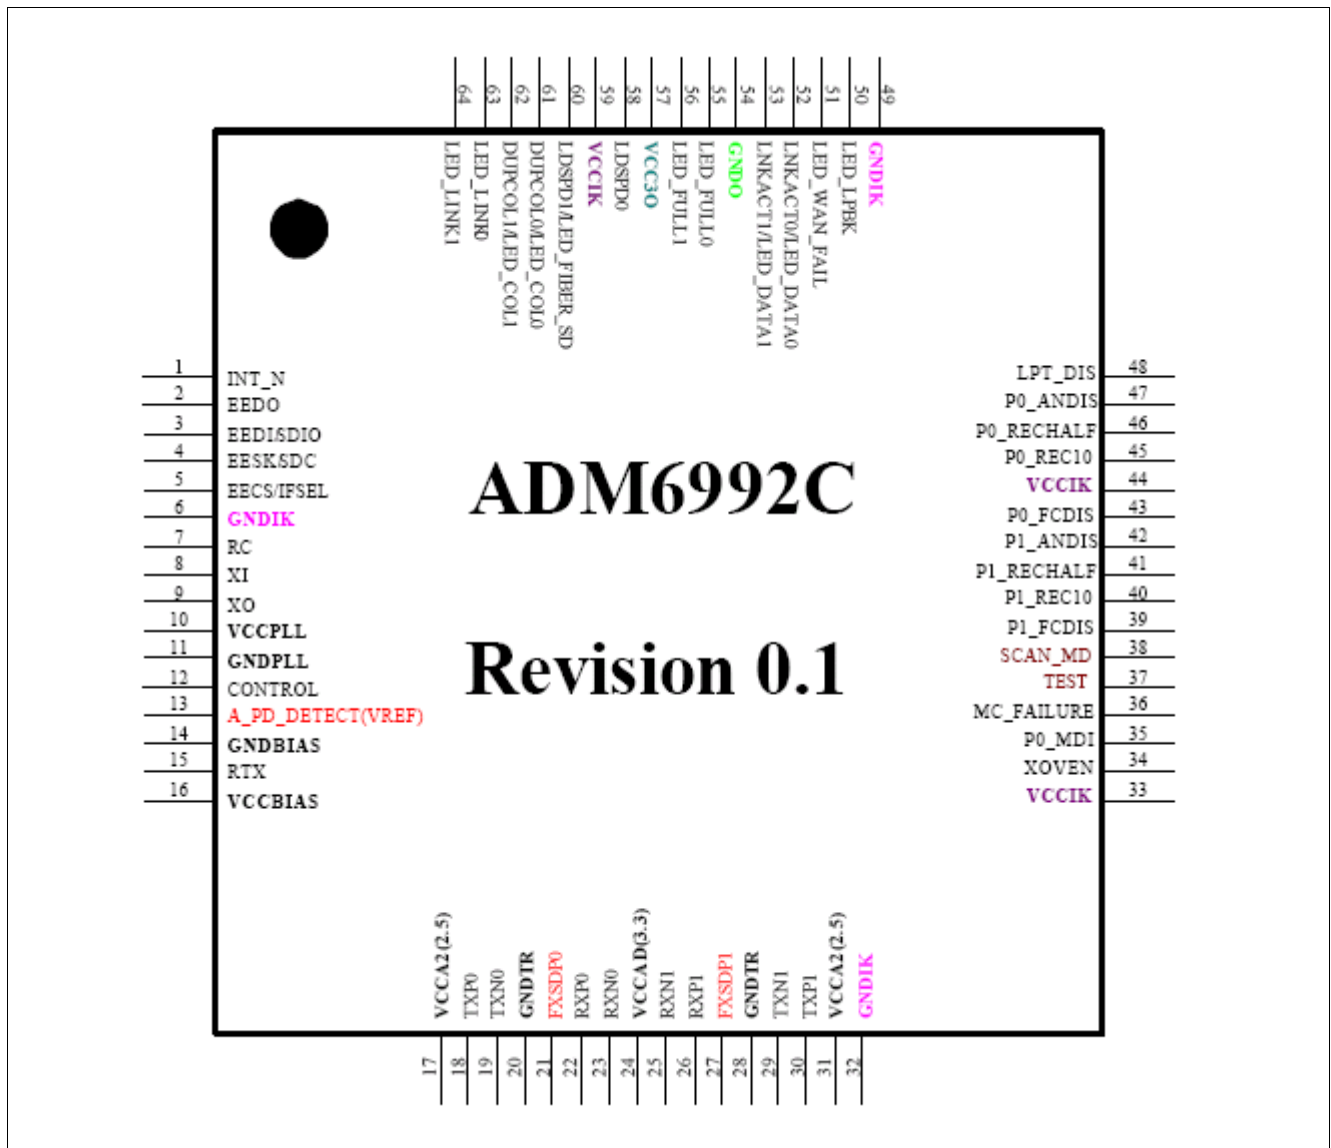 64
63
62
61
60
59
58
57
56
55
54
53
52
51
50
49
LED_LINK1
LED_LINK0
DUPCOL1/LED_COL1
DUPCOL0/LED_COL0
LDSPD1/LED_FIBER_SD
VCCIK
LDSPD0
VCC3O
LED_FULL1
LED_FULL0
GNDO
LNKACT1/LED_DATA1
LNKACT0/LED_DATA0
LED_WAN_FAIL
LED_LPBK
GNDIK
1 INT_N
2 EEDO
3 EEDI/SDIO
4 EESK/SDC
5 EECS/IFSEL
6 GNDIK
7 RC
8 XI
9 XO
10 VCCPLL
11 GNDPLL
12 CONTROL
13 A_PD_DETECT(VREF)
14 GNDBIAS
15 RTX
16 VCCBIAS
ADM6992C
Revision 0.1
LPT_DIS 48
P0_ANDIS 47
P0_RECHALF 46
P0_REC10 45
VCCIK 44
P0_FCDIS 43
P1_ANDIS 42
P1_RECHALF 41
P1_REC10 40
P1_FCDIS 39
SCAN_MD 38
TEST 37
MC_FAILURE 36
P0_MDI 35
XOVEN 34
VCCIK 33
VCCA2(2.5)
TXP0
TXN0
GNDTR
FXSDP0
RXP0
RXN0
VCCAD(3.3)
RXN1
RXP1
FXSDP1
GNDTR
TXN1
TXP1
VCCA2(2.5)
GNDIK
17
18
19
20
21
22
23
24
25
26
27
28
29
30
31
32